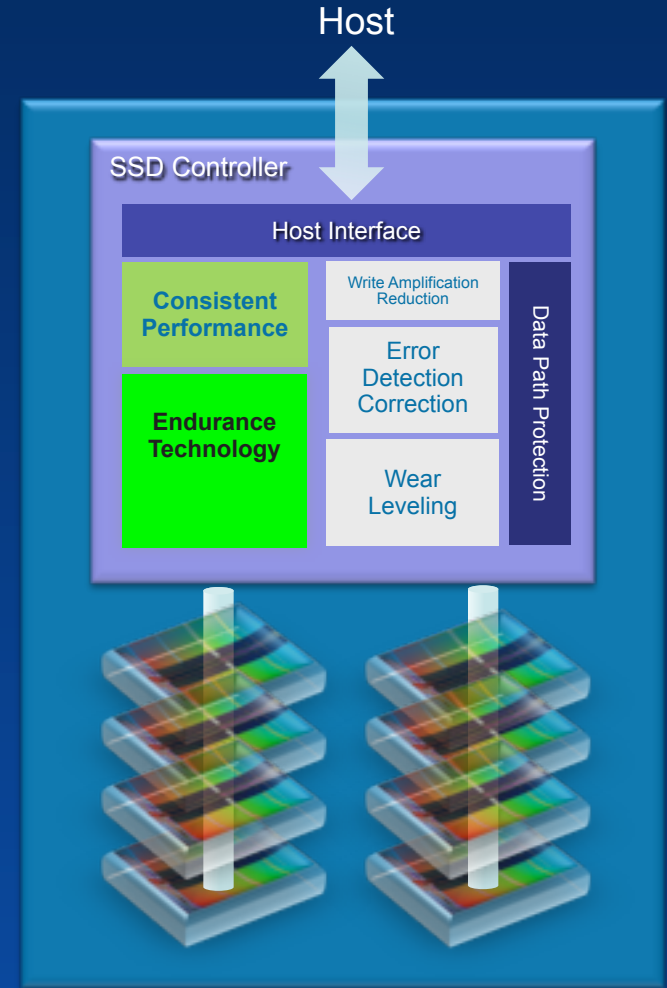 Host
SSD Controller
Host Interface
Consistent
Performance
Endurance
Technology
Write Amplification
Reduction
Error
Detection
Correction
Wear
Leveling
Data Path Protection